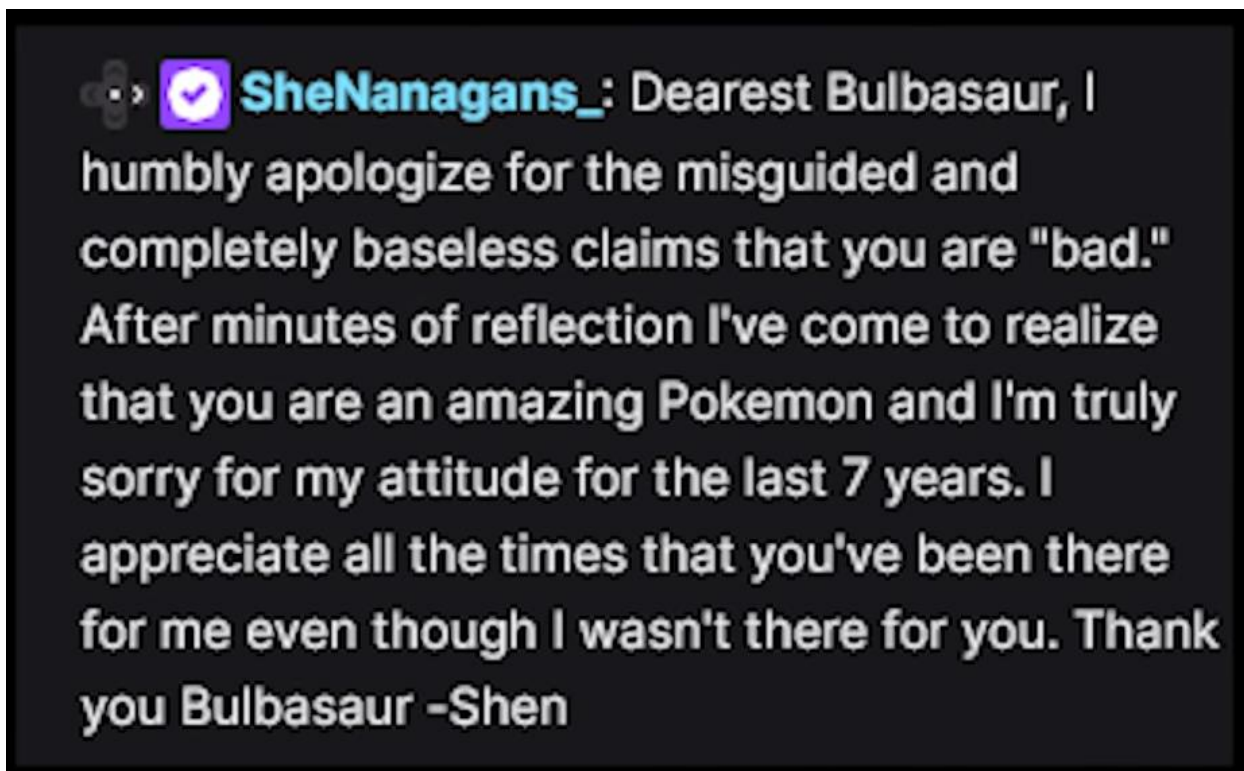 SheNanagans_: Dearest Bulbasaur, I
humbly apologize for the misguided and
completely baseless claims that you are "bad."
After minutes of reflection I've come to realize
that you are an amazing Pokemon and I'm truly
sorry for my attitude for the last 7 years. I
appreciate all the times that you've been there
for me even though I wasn't there for you. Thank
you Bulbasaur -Shen